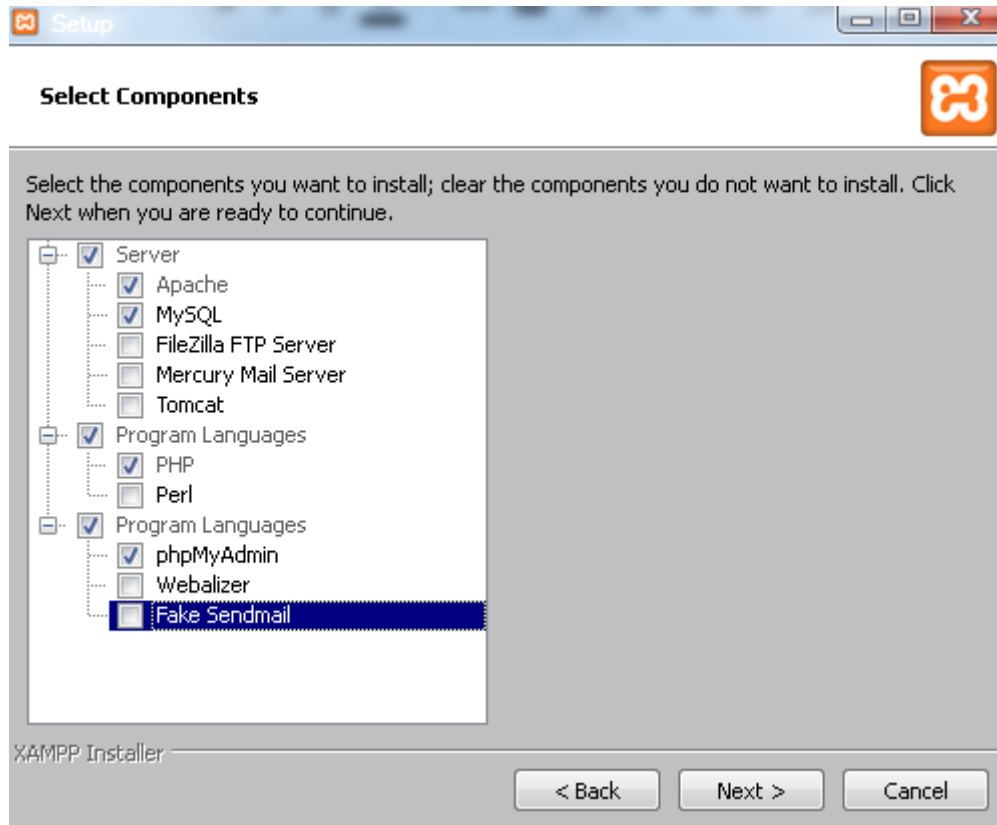 Setup
Select Components
Select the components you want to install; clear the components you do not want to install. Click
Next when you are ready to continue.
Server
Apache
MySQL
FileZilla FTP Server
Mercury Mail Server
Tomcat
Program Languages
PHP
Perl
Program Languages
phpMyAdmin
Webalizer
Fake Sendmail
XAMPP Installer
< Back Next > Cancel